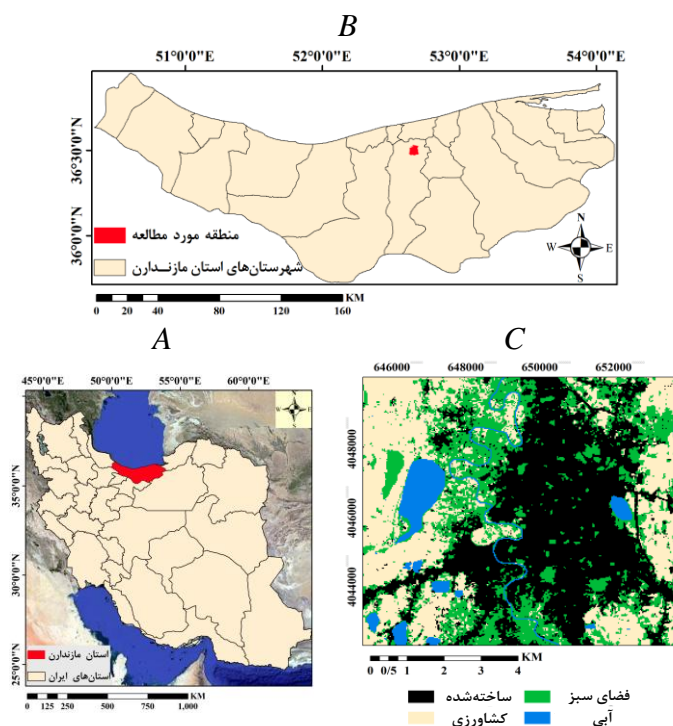 B
51°0'0"E 52°0'0"E 53°0'0"E 54°0'0"E
36°30'0"N
36°0'0"N
منطقه مورد مطالعه
شهرستان‌های استان مازنــدارن
N
W E
S
KM
0 10 20 40 80 120 160
A
44°0'0"E 50°0'0"E 55°0'0"E 60°0'0"E
35°0'0"N
30°0'0"N
25°0'0"N
استان مازندارن
استان‌های ایران
KM
0 125 250 500 750 1,000
C
646000 648000 650000 652000
4048000
4046000
4044000
KM
0 0/5 1 2 3 4
فضای سبز
ساخته‌شده
آبی
کشاورزی